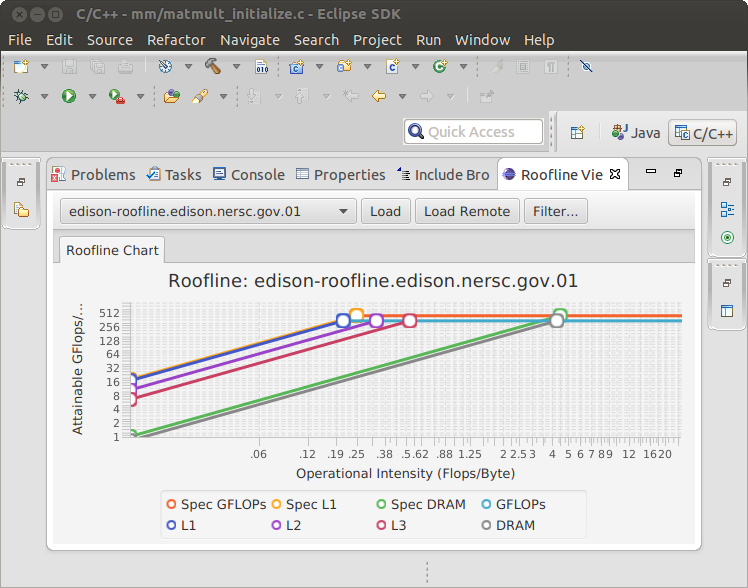 C/C++ - mm/matmult_initialize.c - Eclipse SDK
File Edit Source Refactor Navigate Search Project Run Window Help
010
Quick Access
Java C/C++
Problems Tasks Console Properties Include Bro Roofline Vie
edison-roofline.edison.nersc.gov.01 Load Load Remote Filter...
Roofline Chart
Roofline: edison-roofline.edison.nersc.gov.01
Attainable GFlops/...
512
256
128
64
32
16
8
4
2
1
.06 .12 .19 .25 .38 .5 .62 .88 1.25 2 2.5 3 4 5 6 7 8 9 12 16 20
Operational Intensity (Flops/Byte)
Spec GFLOPs Spec L1 Spec DRAM GFLOPs
L1 L2 L3 DRAM